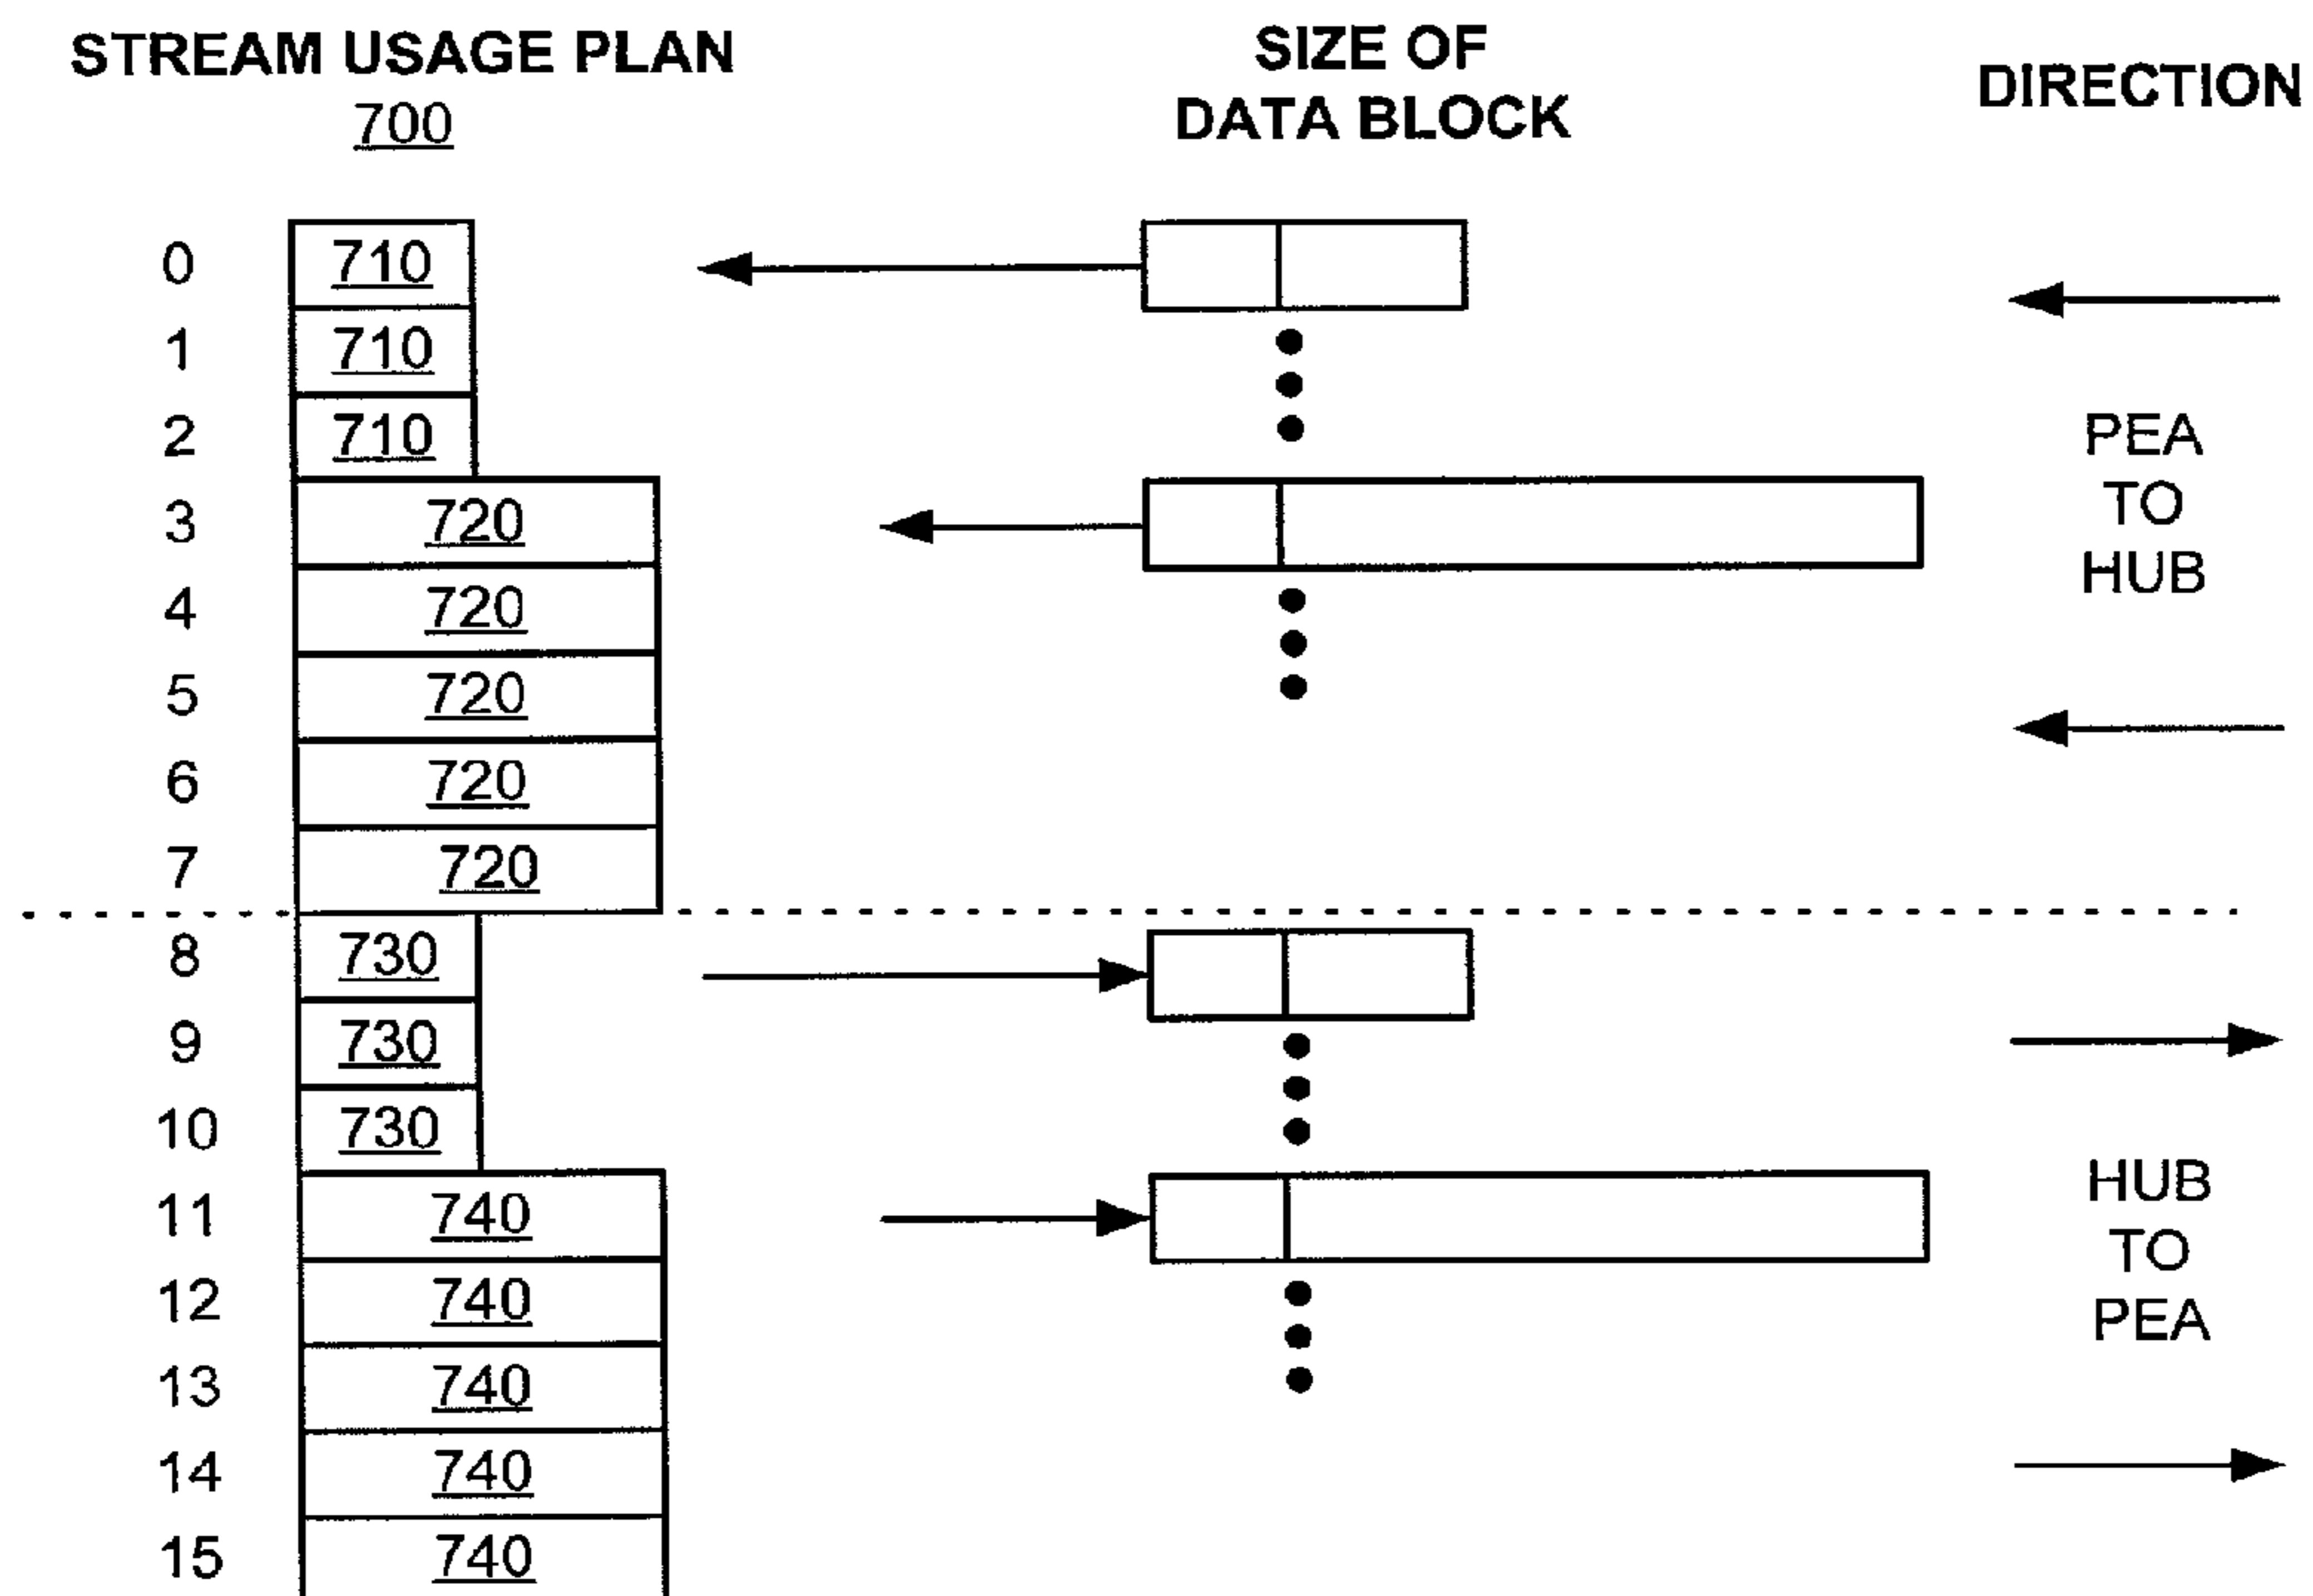 STREAM USAGE PLAN
700
SIZE OF
DATA BLOCK
DIRECTION
0 710
1 710
2 710
3 720
4 720
5 720
6 720
7 720
PEA
TO
HUB
8 730
9 730
10 730
11 740
12 740
13 740
14 740
15 740
HUB
TO
PEA